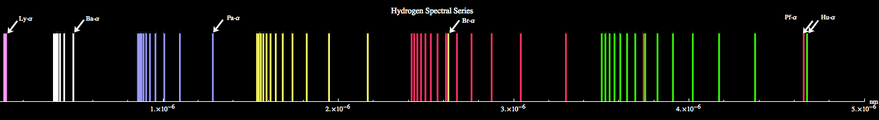 Hydrogen Spectral Series
Ly-α
Ba-α
Pa-α
Br-α
Pf-α
Hu-α
1.×10⁻⁶
2.×10⁻⁶
3.×10⁻⁶
4.×10⁻⁶
5.×10⁻⁶
nm